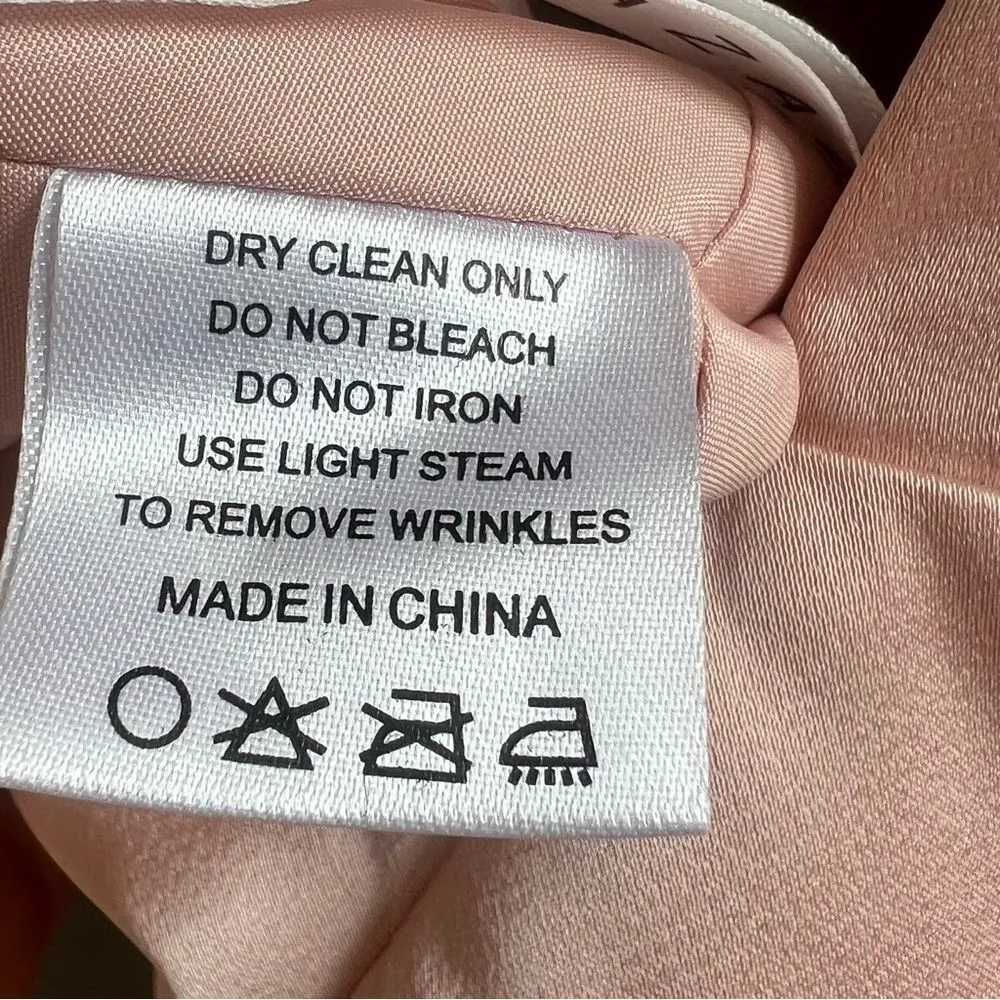 DRY CLEAN ONLY
DO NOT BLEACH
DO NOT IRON
USE LIGHT STEAM
TO REMOVE WRINKLES
MADE IN CHINA